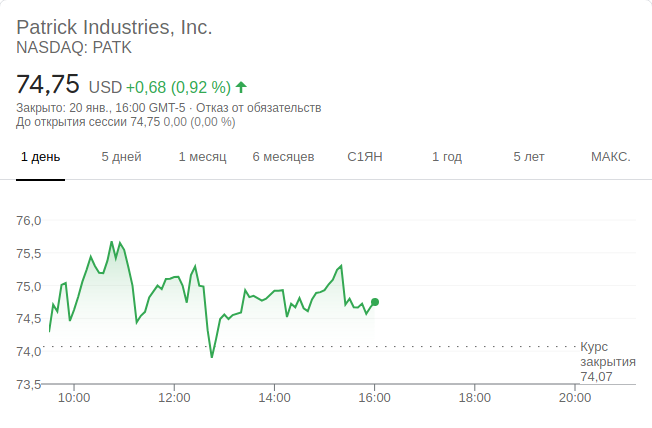 Patrick Industries, Inc.
NASDAQ: PATK
74,75 USD +0,68 (0,92 %)
Закрыто: 20 янв., 16:00 GMT-5 · Отказ от обязательств
До открытия сессии 74,75 0,00 (0,00 %)
1 день 5 дней 1 месяц 6 месяцев С1ЯН 1 год 5 лет МАКС.
76,0
75,5
75,0
74,5
74,0
73,5
Курс
закрытия
74,07
10:00 12:00 14:00 16:00 18:00 20:00